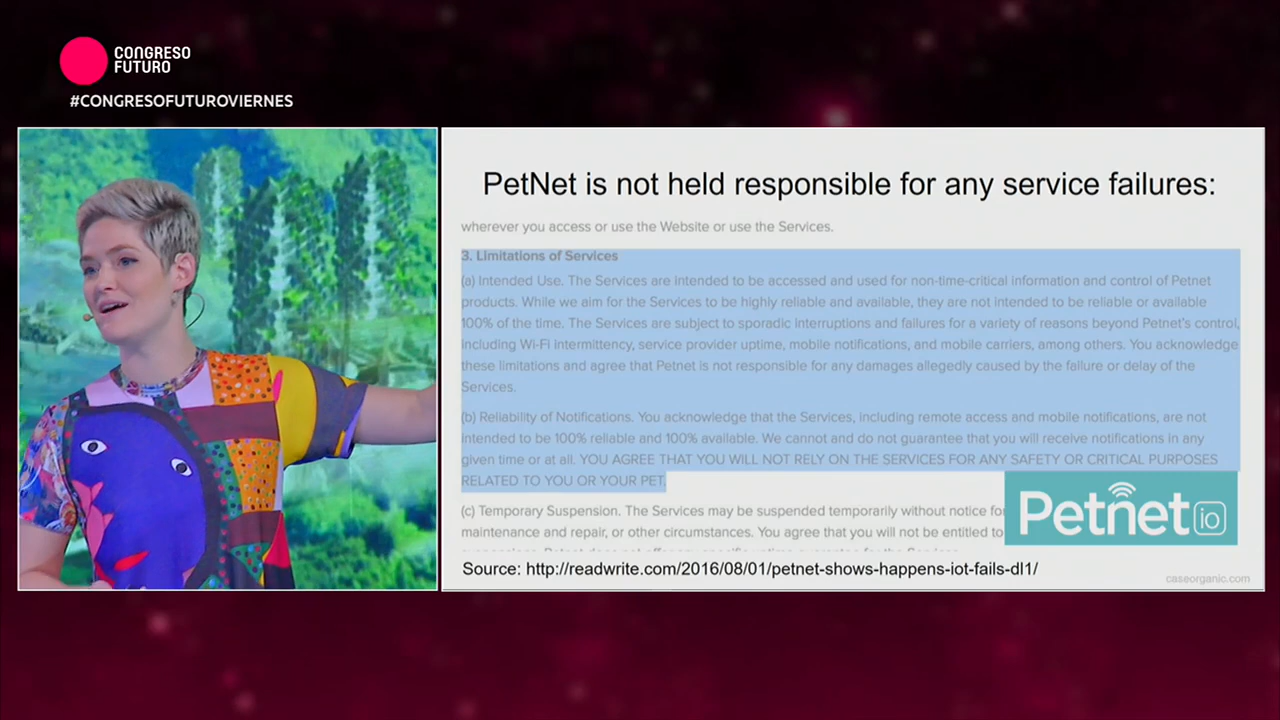 CONGRESO
FUTURO
#CONGRESOFUTUROVIERNES
PetNet is not held responsible for any service failures:
wherever you access or use the Website or use the Services.
3. Limitations of Services
(a) Intended Use. The Services are intended to be accessed and used for non-time-critical information and control of Petnet
products. While we aim for the Services to be highly reliable and available, they are not intended to be reliable or available
100% of the time. The Services are subject to sporadic interruptions and failures for a variety of reasons beyond Petnet's control,
including Wi-Fi intermittency, service provider uptime, mobile notifications, and mobile carriers, among others. You acknowledge
these limitations and agree that Petnet is not responsible for any damages allegedly caused by the failure or delay of the
Services.
(b) Reliability of Notifications. You acknowledge that the Services, including remote access and mobile notifications, are not
intended to be 100% reliable and 100% available. We cannot and do not guarantee that you will receive notifications in any
given time or at all. YOU AGREE THAT YOU WILL NOT RELY ON THE SERVICES FOR ANY SAFETY OR CRITICAL PURPOSES
RELATED TO YOU OR YOUR PET.
(c) Temporary Suspension. The Services may be suspended temporarily without notice for
maintenance and repair, or other circumstances. You agree that you will not be entitled to
Petnet io
Source: http://readwrite.com/2016/08/01/petnet-shows-happens-iot-fails-dl1/
caseorganic.com